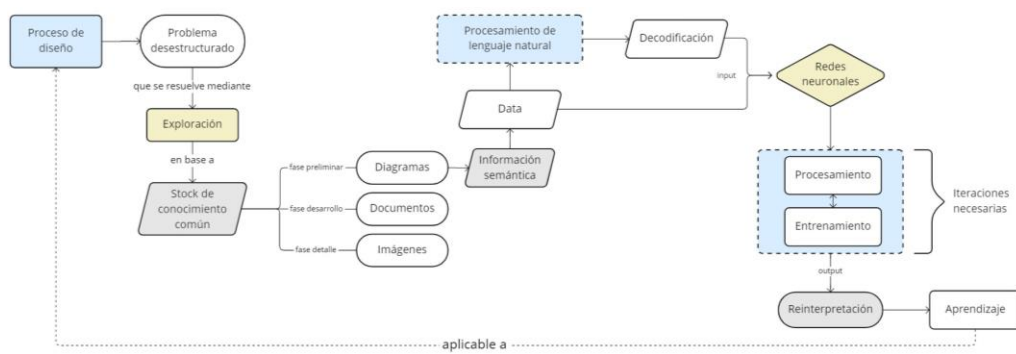 Proceso de
diseño
Problema
desestructurado
que se resuelve mediante
Exploración
en base a
Stock de
conocimiento
común
fase preliminar
Diagramas
fase desarrollo
Documentos
fase detalle
Imágenes
Información
semántica
Data
Procesamiento de
lenguaje natural
Decodificación
input
Redes
neuronales
Procesamiento
Entrenamiento
Iteraciones
necesarias
output
Reinterpretación
Aprendizaje
aplicable a